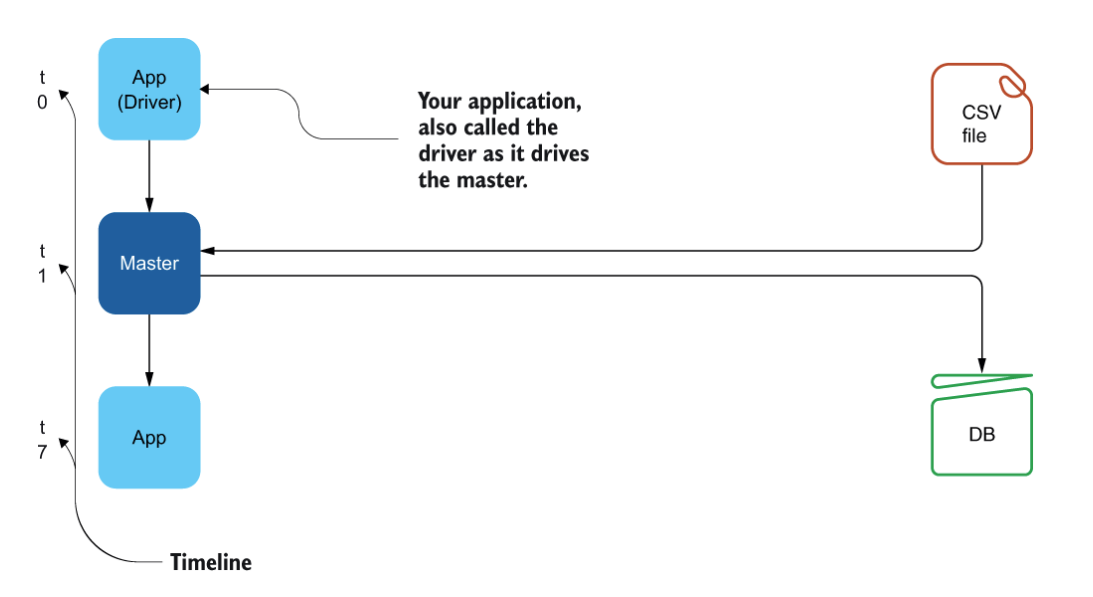 t
0
App
(Driver)
Your application,
also called the
driver as it drives
the master.
CSV
file
t
1
Master
t
7
App
DB
Timeline